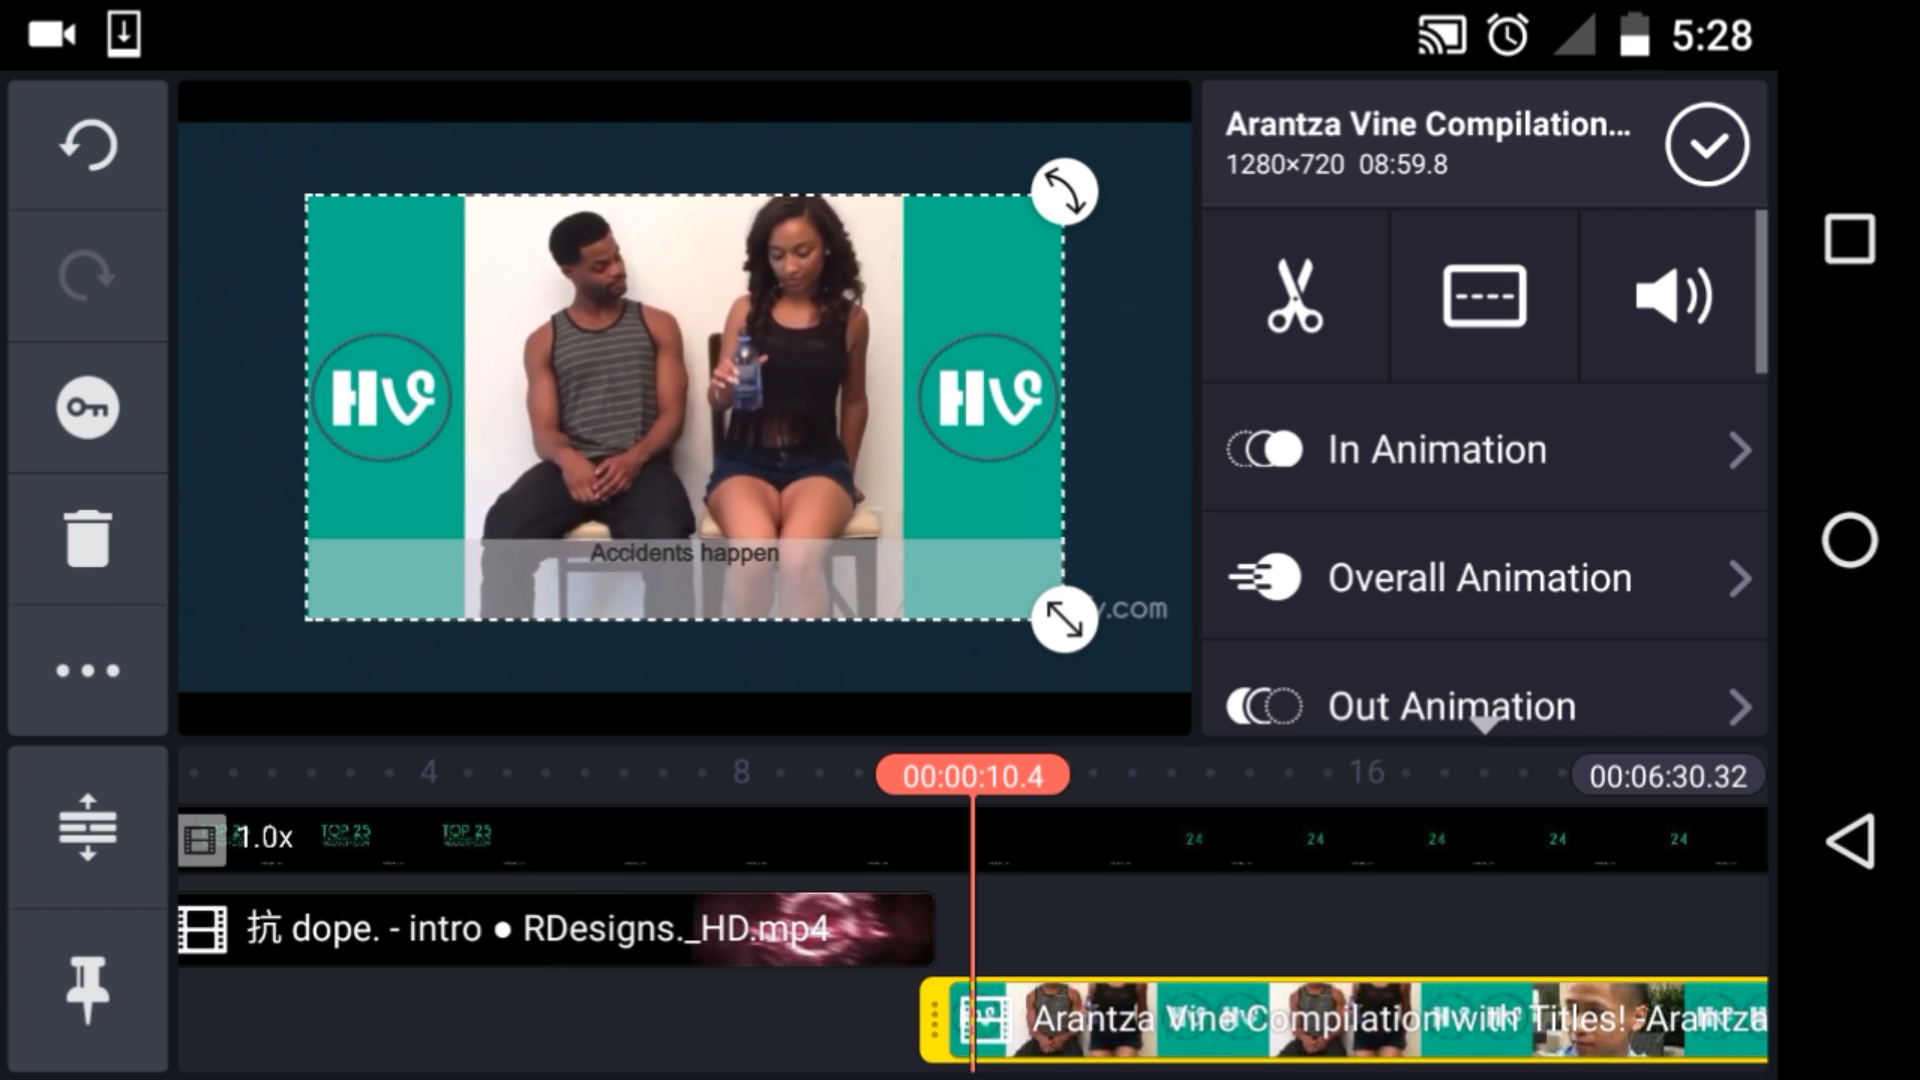 5:28
Arantza Vine Compilation...
1280×720 08:59.8
HV
HV
Accidents happen
y.com
In Animation
Overall Animation
Out Animation
4
8
00:00:10.4
16
00:06:30.32
1.0x
TOP 25
TOP 25
24
24
24
24
24
抗 dope. - intro ● RDesigns._HD.mp4
Arantza Vine Compilation with Titles! -Arantza